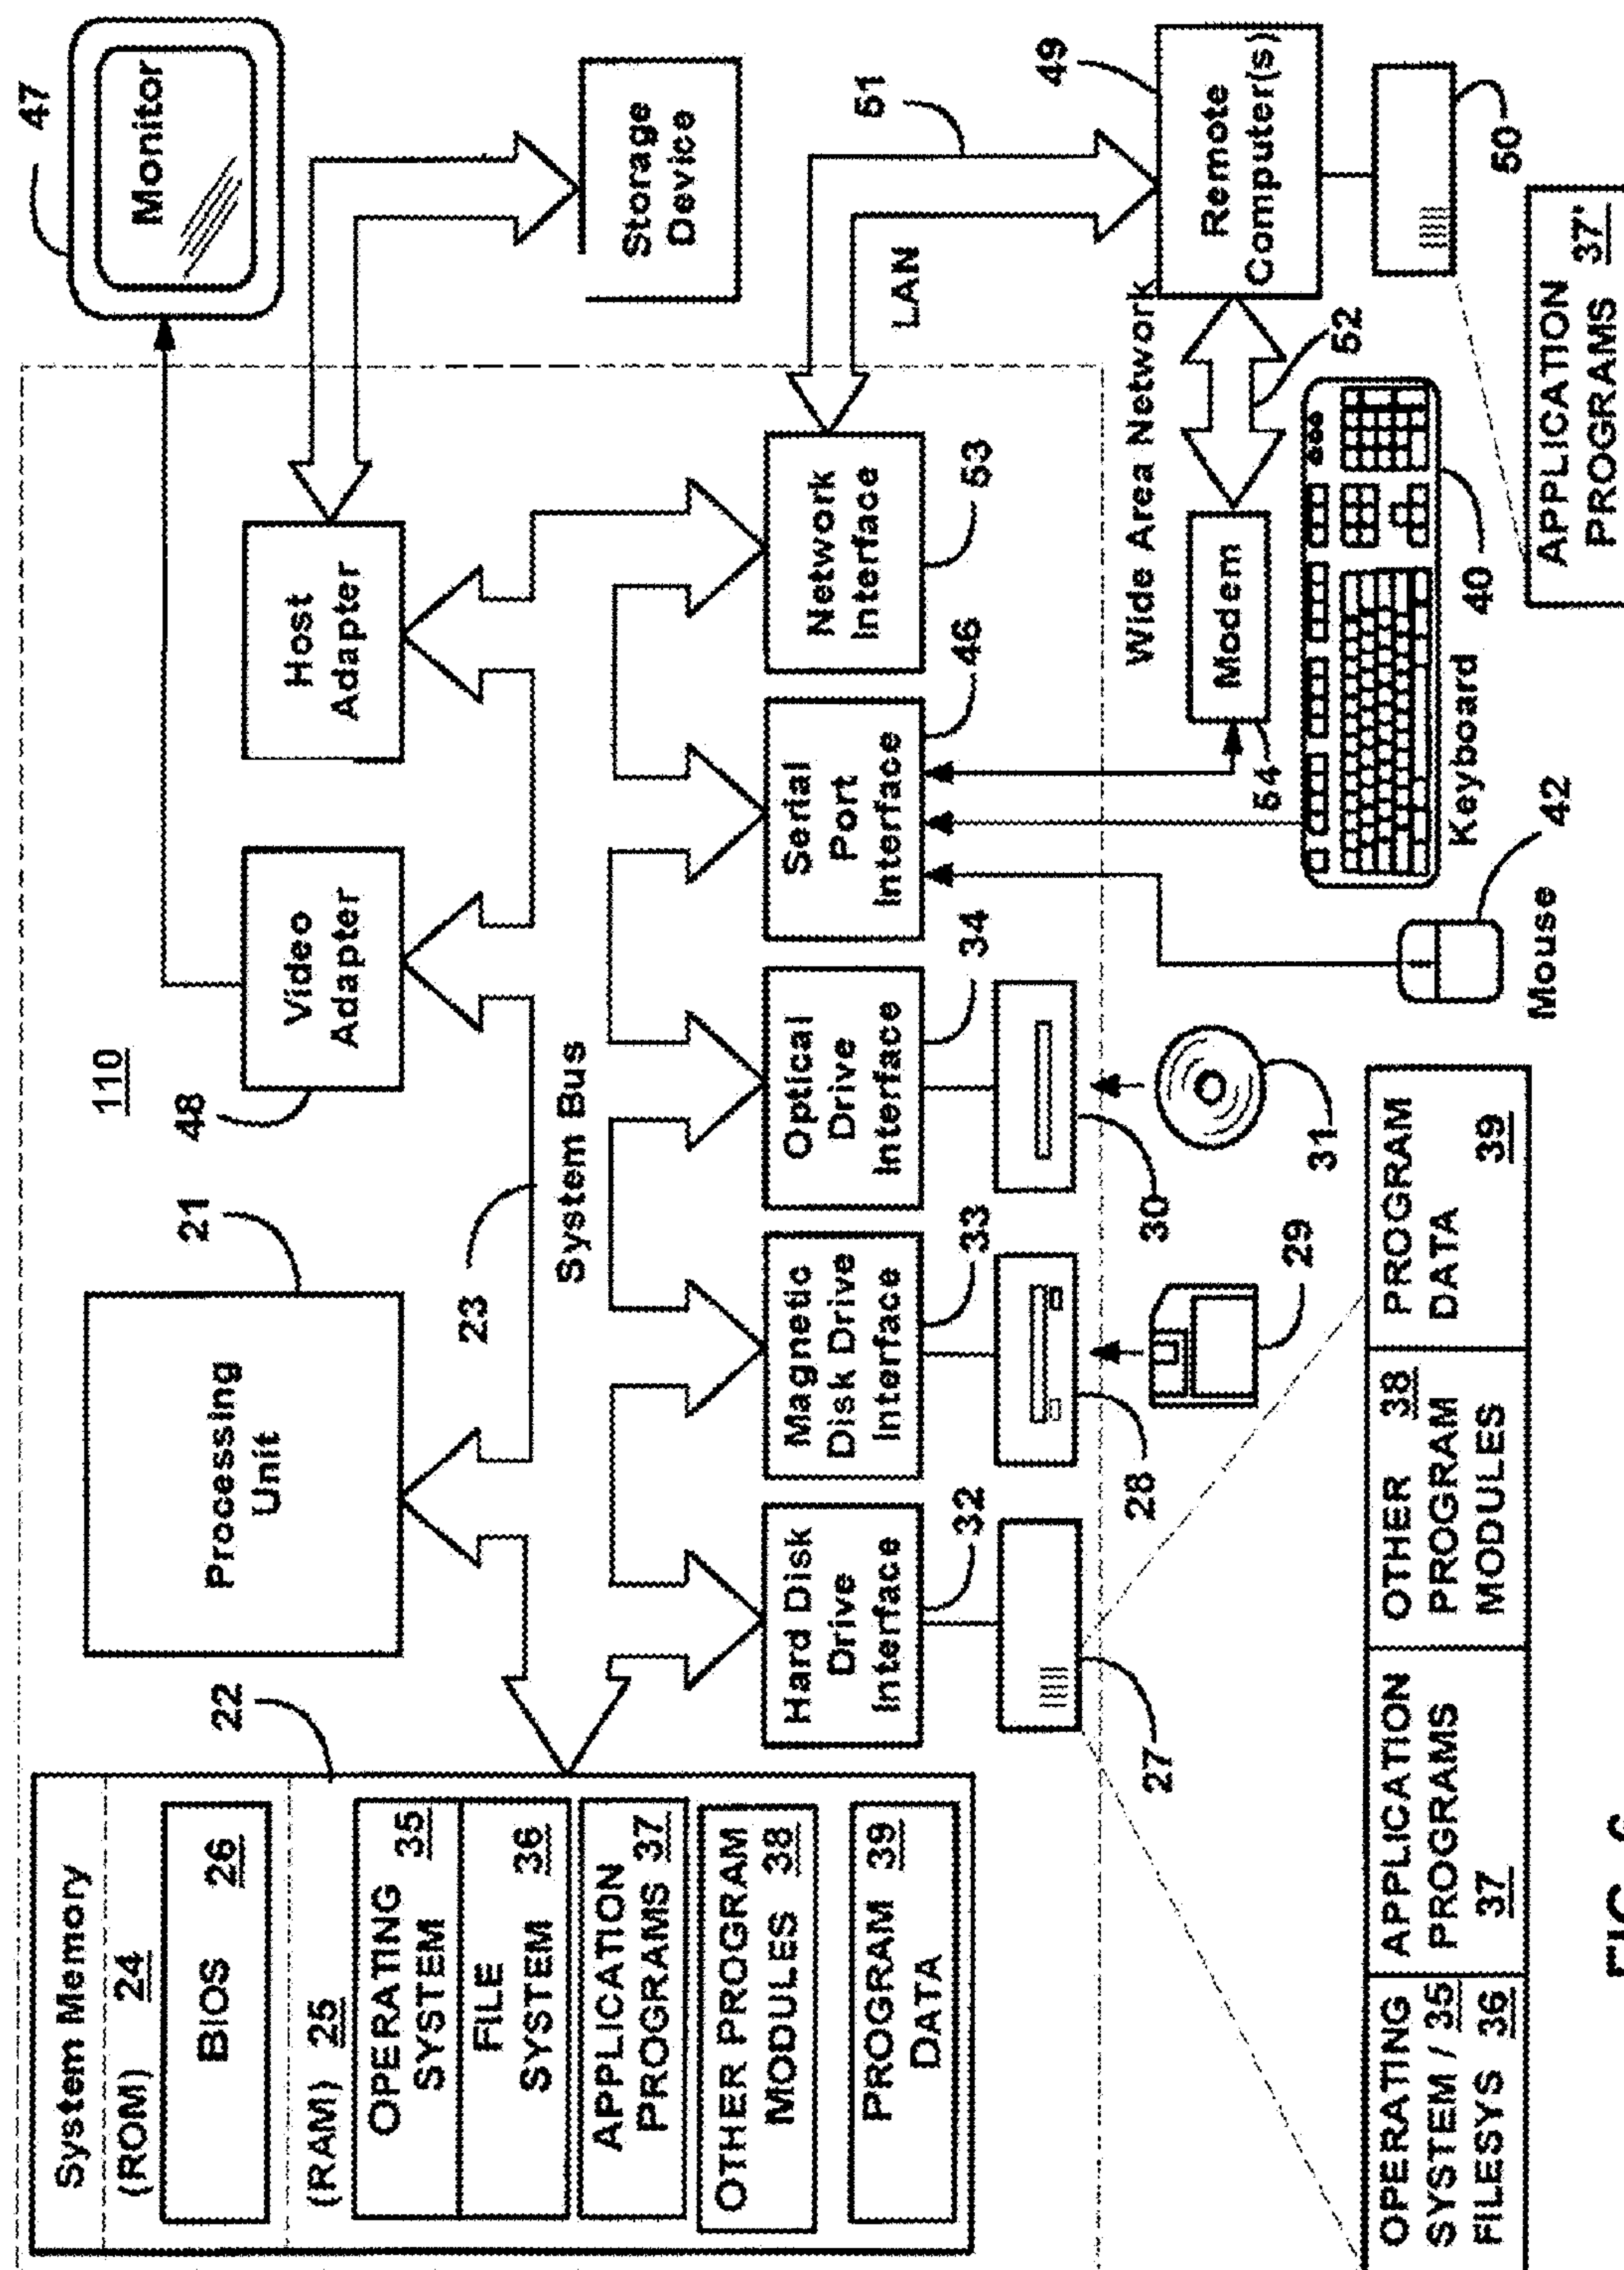 System Memory
(ROM) 24
BIOS 26
(RAM) 25
OPERATING
SYSTEM 35
FILE
SYSTEM 36
APPLICATION
PROGRAMS 37
OTHER PROGRAM
MODULES 38
PROGRAM 39
DATA
22
Processing
Unit
21
110
48
Video
Adapter
Host
Adapter
47
Monitor
23
System Bus
Storage
Device
Hard Disk
Drive
Interface
32
Magnetic
Disk Drive
Interface
33
Optical
Drive
Interface
34
Serial
Port
Interface
46
Network
Interface
53
LAN
51
49
Remote
Computer(s)
50
27
28
29
30
31
Wide Area Network
52
Modem
54
Keyboard
40
Mouse
42
OPERATING
SYSTEM / 35
FILESYS 36
APPLICATION
PROGRAMS
37
OTHER 38
PROGRAM
MODULES
PROGRAM
DATA
39
APPLICATION
PROGRAMS 37'